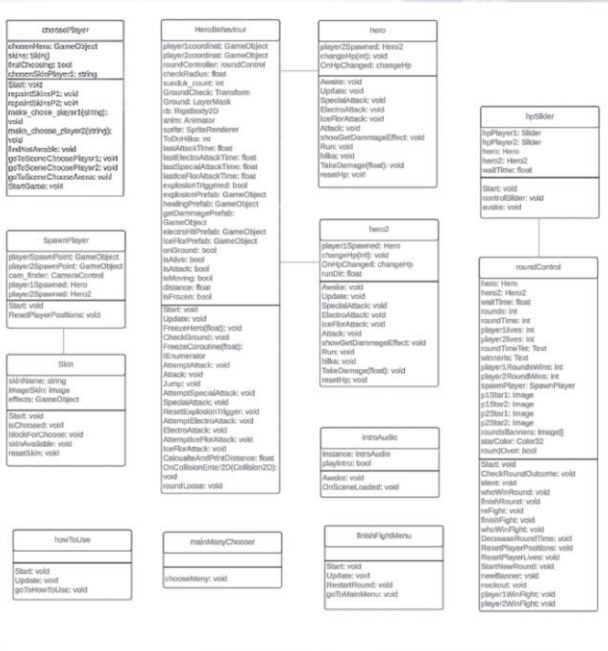 choosePlayer
chosenHero: GameObject
skins: Skin[]
firstChoosing: bool
chosenSkinPlayer1: string
Start: void
repaintSkinsP1: void
repaintSkinsP2: void
make_chose_player1(string):
void
make_choose_player2(string):
void
findNotAvrable: void
goToSceneChoosePlayer1: void
goToSceneChoosePlayer2: void
goToSceneChooseArena: void
StartGame: void
SpawnPlayer
playerSpawnPoint: GameObject
player2SpawnPoint: GameObject
cam_finder: CameraControl
player1Spawned: Hero
player2Spawned: Hero2
Start: void
ResetPlayerPositions: void
Skin
skinName: string
imageSkin: Image
effects: GameObject
Start: void
isChoosed: void
blockForChoose: void
skinAvailable: void
resetSkin: void
howToUse
Start: void
Update: void
goToHowToUse: void
HeroBehaviour
player1coordinat: GameObject
player2coordinat: GameObject
roundController: roundControl
checkRadius: float
sunduk_count: int
GroundCheck: Transform
Ground: LayerMask
rb: Rigidbody2D
anim: Animator
sprite: SpriteRenderer
ToDoHilka: int
lastAttackTime: float
lastElectroAttackTime: float
lastSpecialAttackTime: float
lastIceFlorAttackTime: float
explosionTriggered: bool
explosionPrefab: GameObject
healingPrefab: GameObject
getDammagePrefab:
GameObject
electroHitPrefab: GameObject
IceFlorPrefab: GameObject
onGround: bool
isAlive: bool
isAttack: bool
isMoving: bool
distance: float
isFrozen: bool
Start: void
Update: void
FreezeHero(float): void
CheckGround: void
FreezeCoroutine(float):
IEnumerator
AttemptAttack: void
Attack: void
Jump: void
AttemptSpecialAttack: void
SpecialAttack: void
ResetExplosionTrigger: void
AttemptElectroAttack: void
ElectroAttack: void
AttemptIceFlorAttack: void
IceFlorAttack: void
CalcualteAndPrintDistance: float
OnCollisionEnter2D(Collision2D):
void
roundLoose: void
mainManyChooser
chooseMeny: void
hero
player2Spawned: Hero2
changeHp(int): void
OnHpChanged: changeHp
Awake: void
Update: void
SpecialAttack: void
ElectroAttack: void
IceFlorAttack: void
Attack: void
showGetDammageEffect: void
Run: void
hilka: void
TakeDamage(float): void
resetHp: void
hero2
player1Spawned: Hero
changeHp(int): void
OnHpChanged: changeHp
runDir: float
Awake: void
Update: void
SpecialAttack: void
ElectroAttack: void
IceFlorAttack: void
Attack: void
showGetDammageEffect: void
Run: void
hilka: void
TakeDamage(float): void
resetHp: void
introAudio
instance: IntroAudio
playIntro: bool
Awake: void
OnSceneLoaded: void
finishFightMenu
Start: void
Update: void
RestartRound: void
goToMainMenu: void
hpSlider
hpPlayer1: Slider
hpPlayer2: Slider
hero: Hero
hero2: Hero2
waitTime: float
Start: void
controlSlider: void
awake: void
roundControl
hero: Hero
hero2: Hero2
waitTime: float
rounds: int
roundTime: int
player1lives: int
player2lives: int
roundTimeTer: Text
winnerIs: Text
player1RoundsWins: int
player2RoundWins: int
spawnPlayer: SpawnPlayer
p1Star1: Image
p1Star2: Image
p2Star1: Image
p2Star2: Image
roundsBanners: Image[]
starColor: Color32
roundOver: bool
Start: void
CheckRoundOutcome: void
ident: void
whoWinRound: void
finishRound: void
reFight: void
finishFight: void
whoWinFight: void
DecreaseRoundTime: void
ResetPlayerPositions: void
ResetPlayerLives: void
StartNewRound: void
newBanner: void
nockout: void
player1WinFight: void
player2WinFight: void